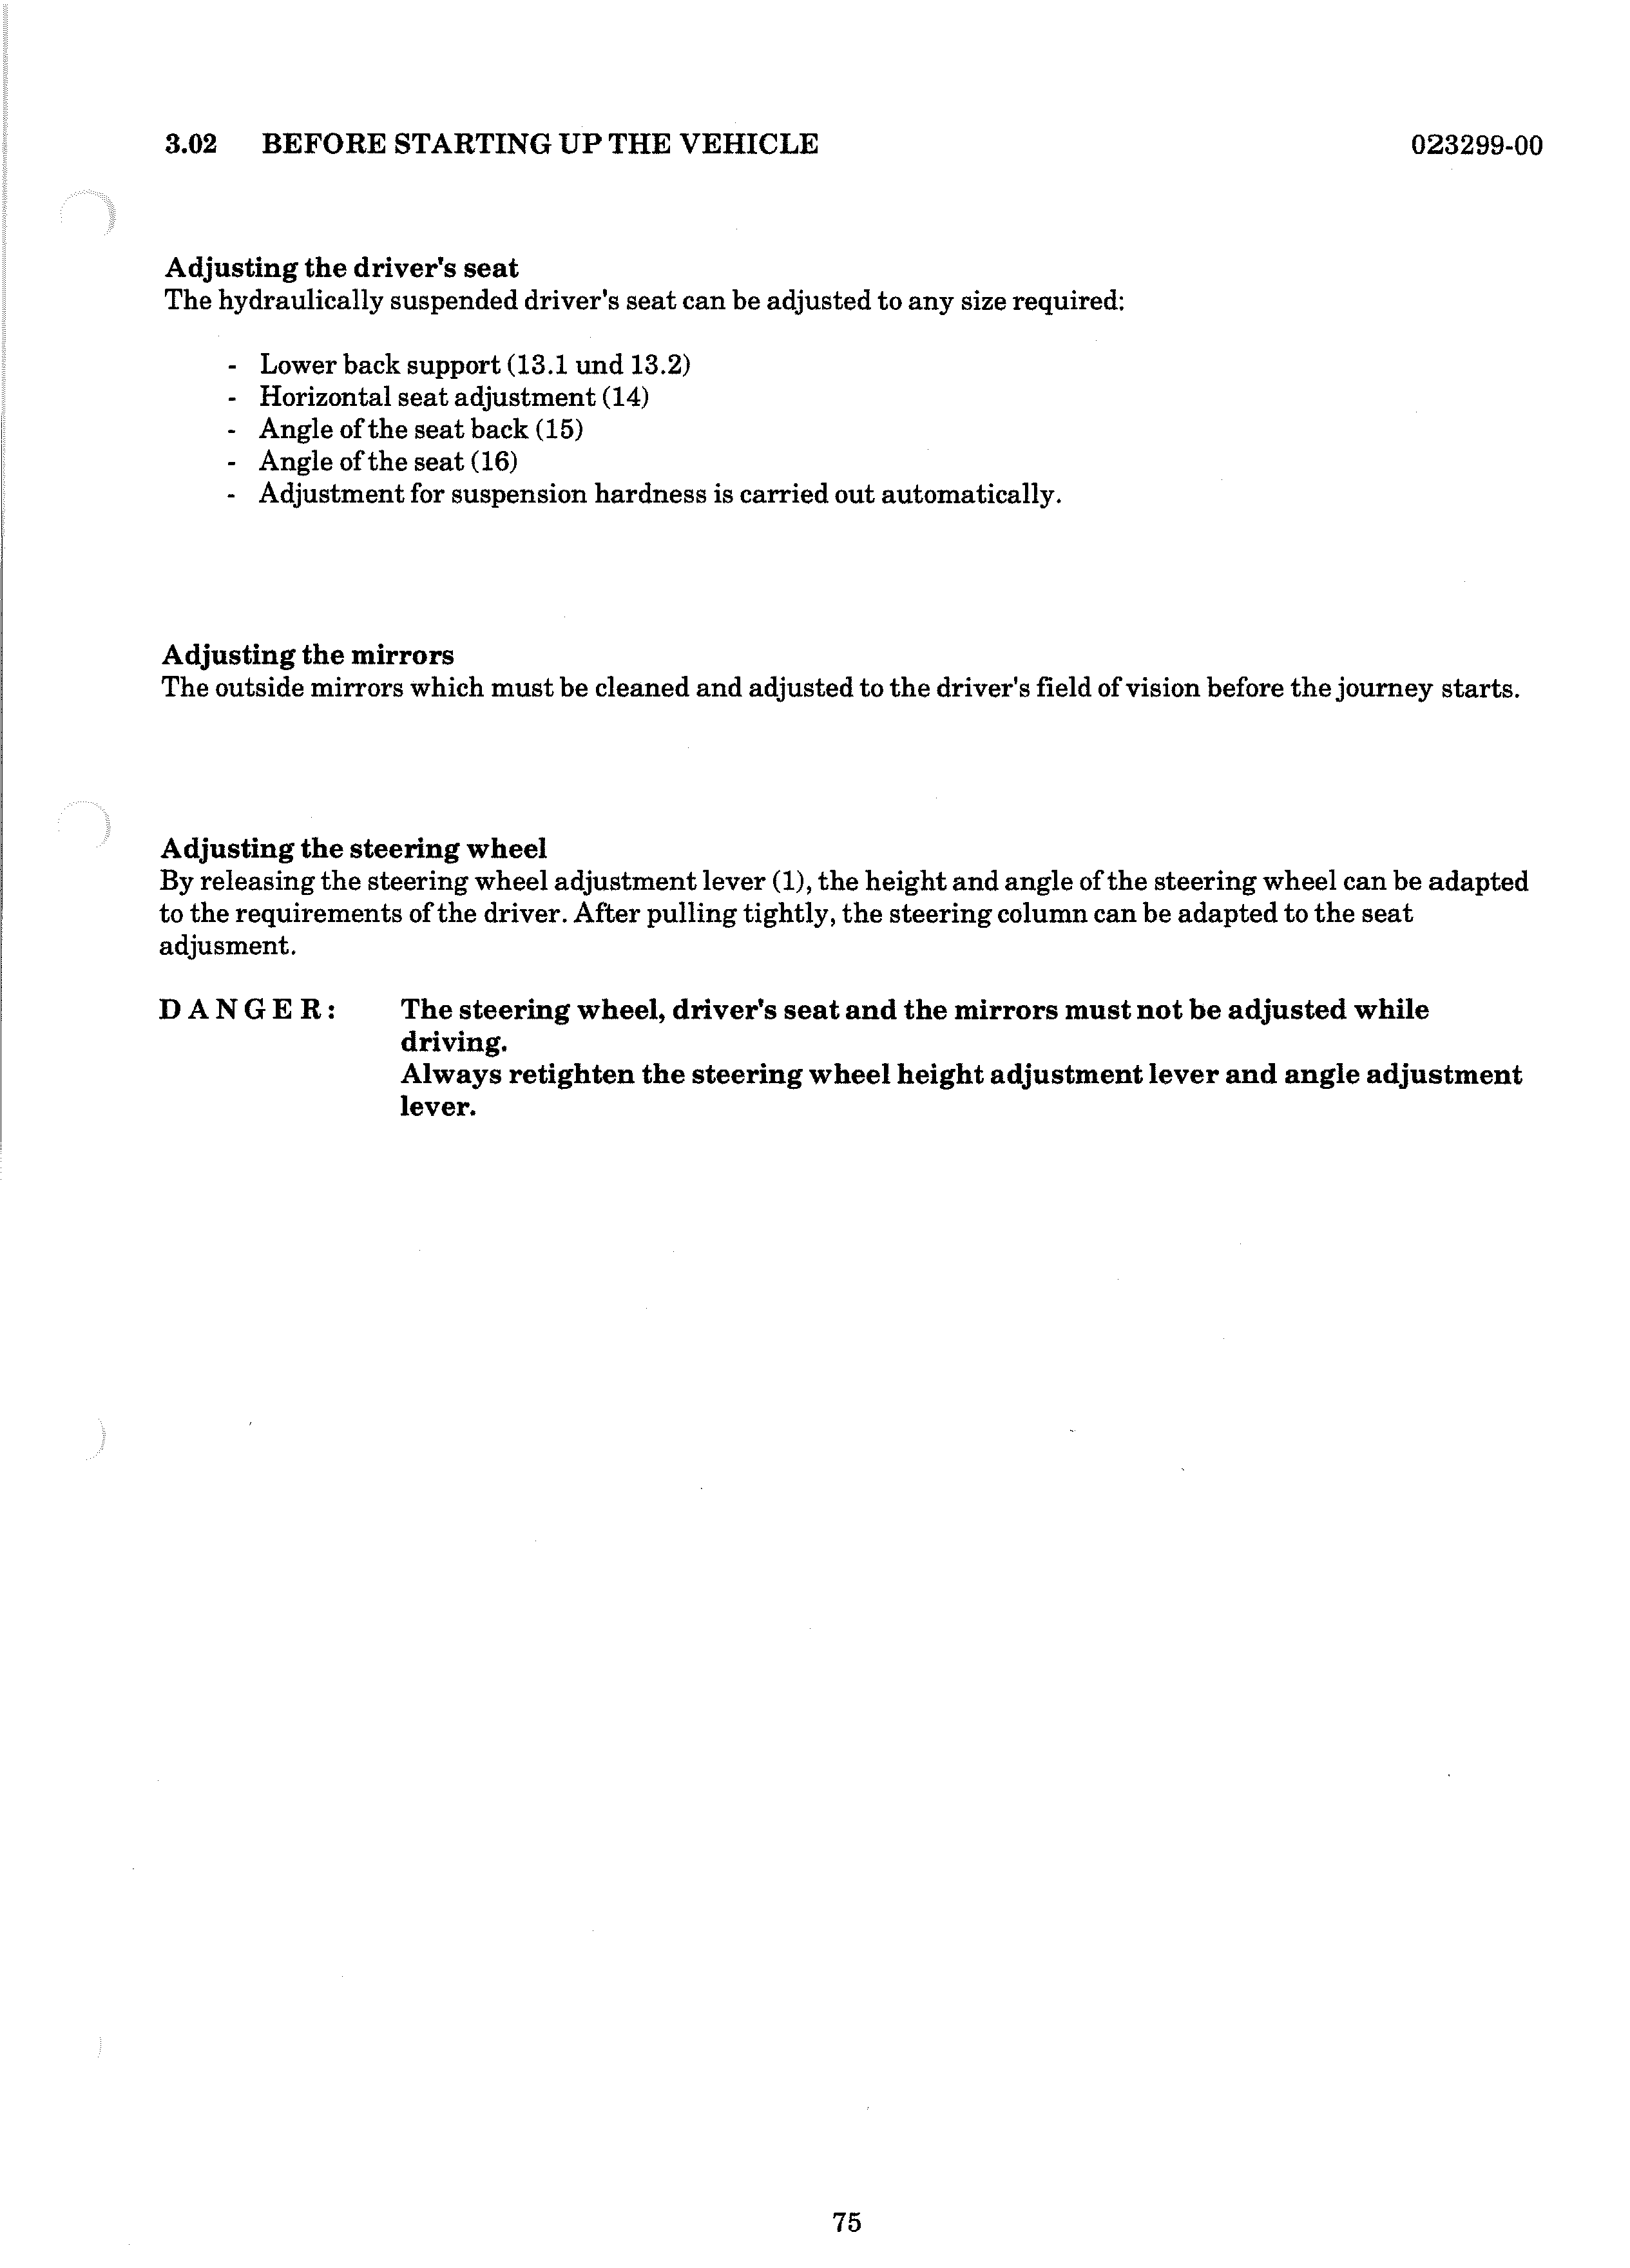 3.02 BEFORE STARTING UP THE VEHICLE 023299-00
Adjusting the driver's seat
The hydraulically suspended driver's seat can be adjusted to any size required:
- Lower back support (13.1 und 13.2)
- Horizontal seat adjustment (14)
- Angle of the seat back (15)
- Angle of the seat (16)
- Adjustment for suspension hardness is carried out automatically.
Adjusting the mirrors
The outside mirrors which must be cleaned and adjusted to the driver's field of vision before the journey starts.
Adjusting the steering wheel
By releasing the steering wheel adjustment lever (1), the height and angle of the steering wheel can be adapted
to the requirements of the driver. After pulling tightly, the steering column can be adapted to the seat
adjusment.
D A N G E R : The steering wheel, driver's seat and the mirrors must not be adjusted while
driving.
Always retighten the steering wheel height adjustment lever and angle adjustment
lever.
75